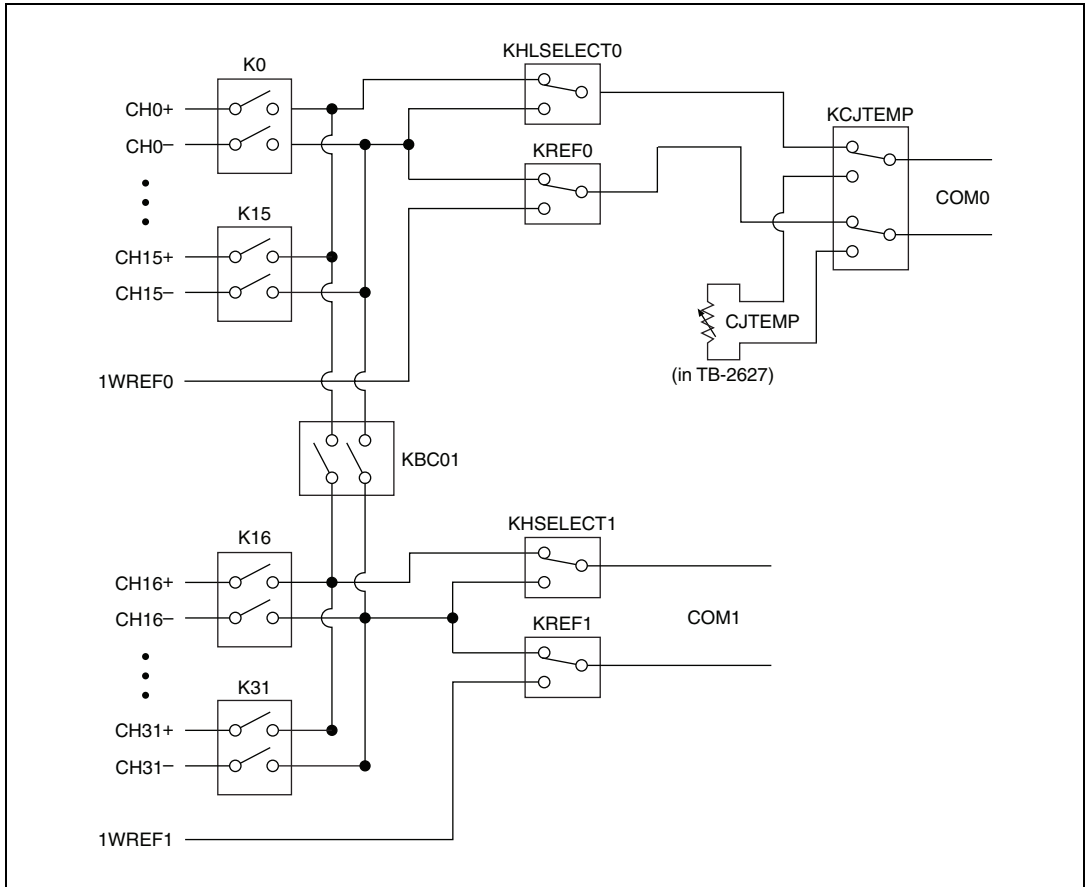 KHLSELECT0
K0
CH0+
CH0–
KCJTEMP
KREF0
K15
COM0
CH15+
CH15–
CJTEMP
(in TB-2627)
1WREF0
KBC01
KHSELECT1
K16
CH16+
CH16–
COM1
KREF1
K31
CH31+
CH31–
1WREF1